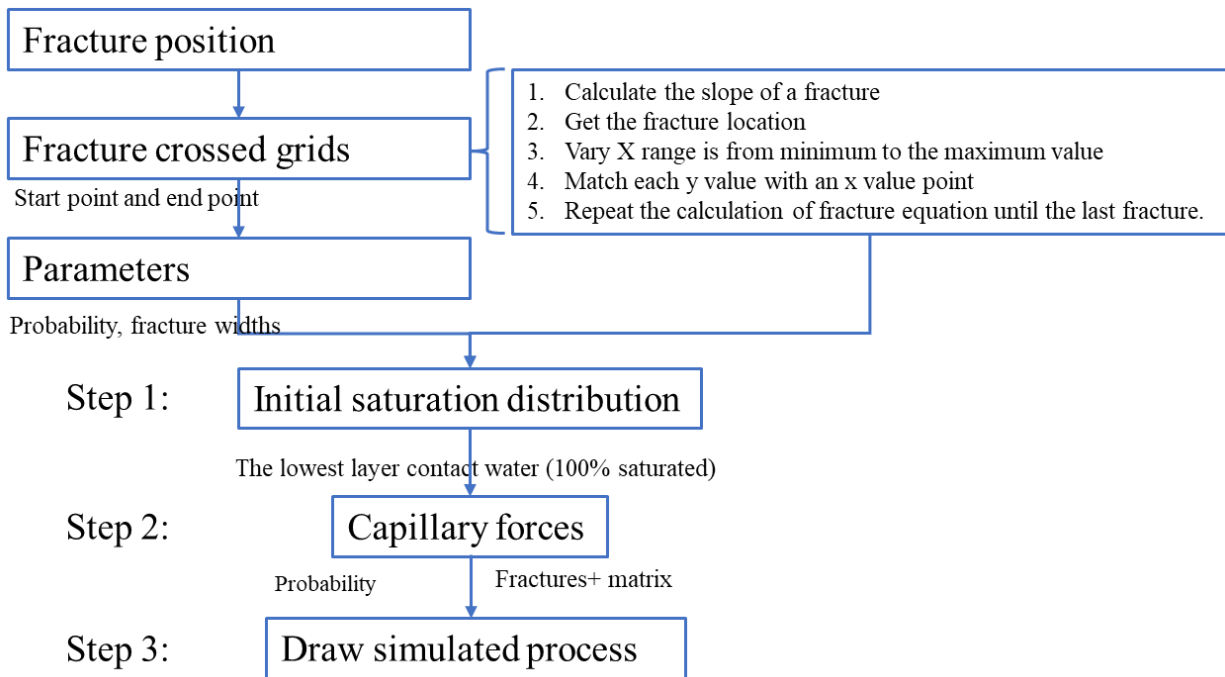 Fracture position
Fracture crossed grids
Start point and end point
1. Calculate the slope of a fracture
2. Get the fracture location
3. Vary X range is from minimum to the maximum value
4. Match each y value with an x value point
5. Repeat the calculation of fracture equation until the last fracture.
Parameters
Probability, fracture widths
Step 1:
Initial saturation distribution
The lowest layer contact water (100% saturated)
Step 2:
Capillary forces
Probability
Fractures+ matrix
Step 3:
Draw simulated process